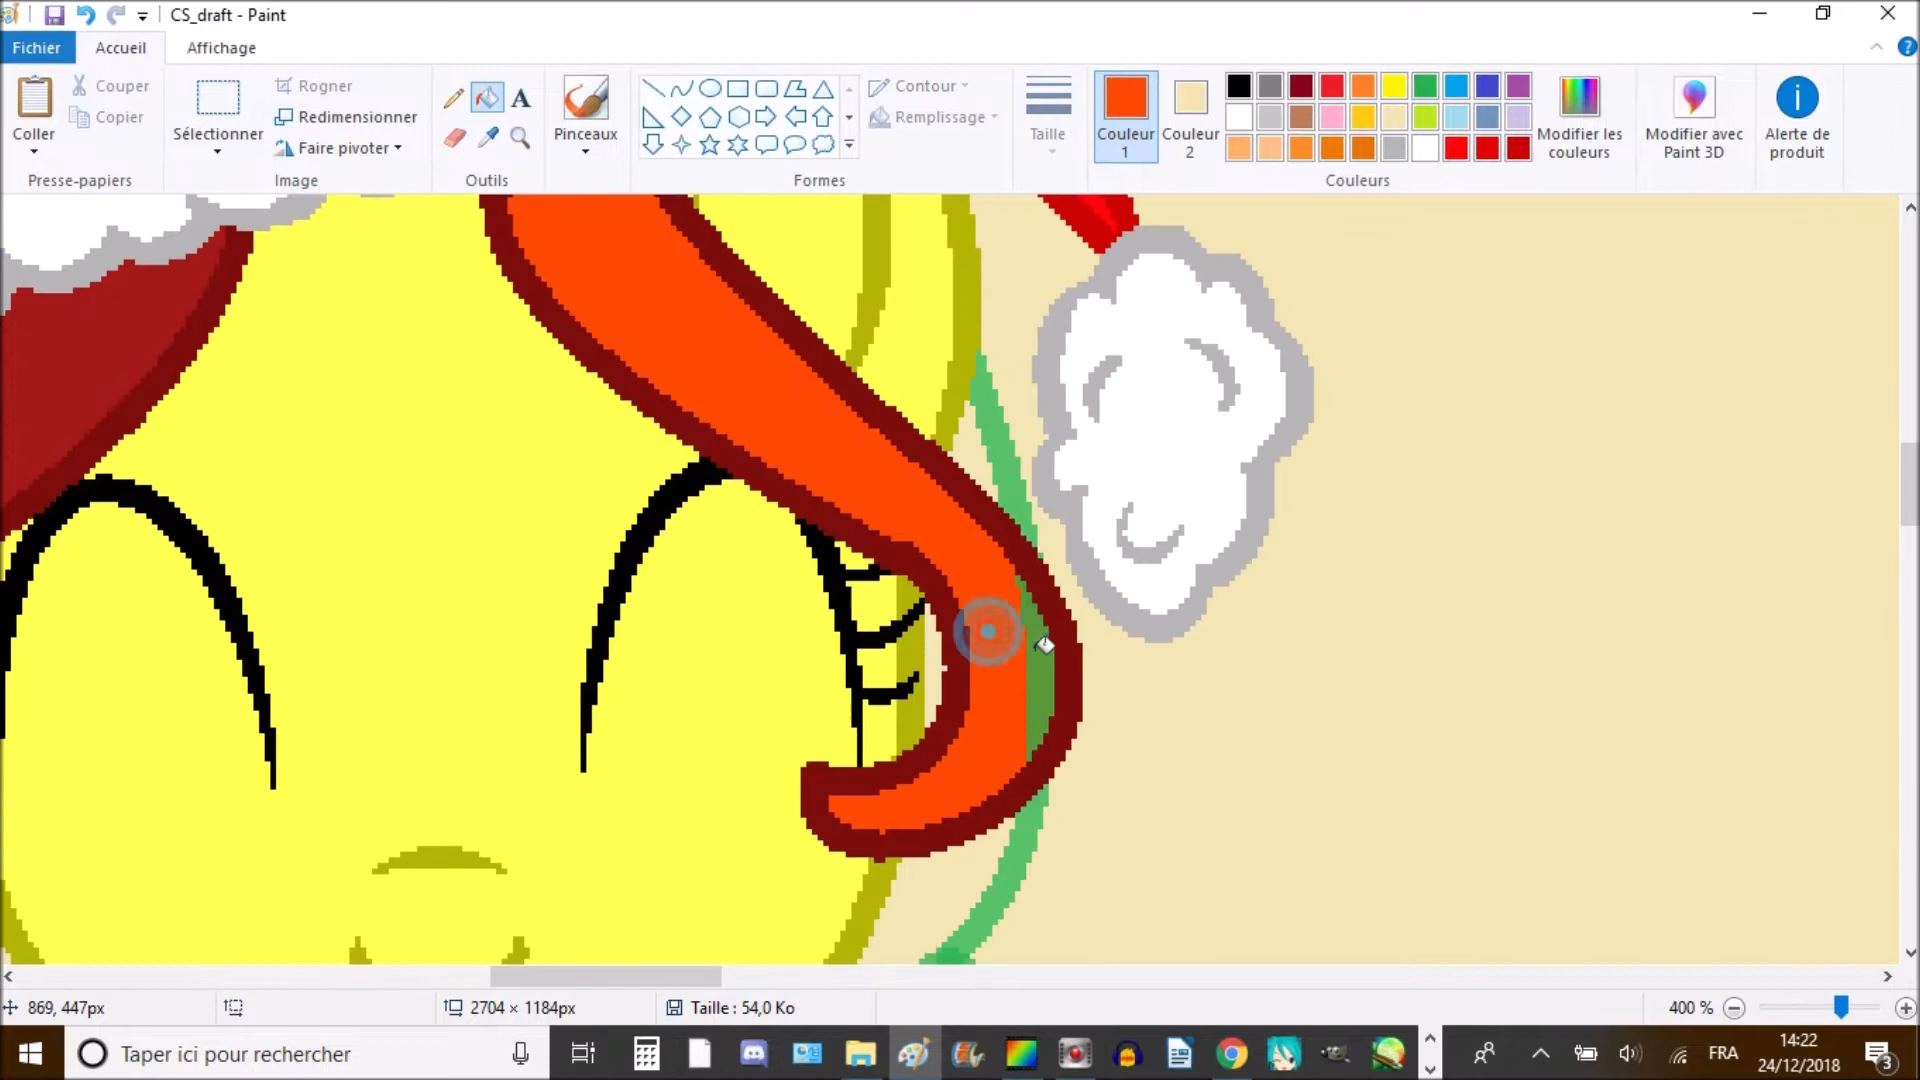 CS_draft - Paint
Fichier Accueil Affichage
Coller
Couper
Copier
Presse-papiers
Sélectionner
Rogner
Redimensionner
Faire pivoter
Image
A
Outils
Pinceaux
Contour
Remplissage
Formes
Taille
Couleur 1
Couleur 2
Modifier les couleurs
Couleurs
Modifier avec Paint 3D
Alerte de produit
869, 447px
2704 × 1184px
Taille : 54,0 Ko
400 %
Taper ici pour rechercher
FRA
14:22
24/12/2018
3